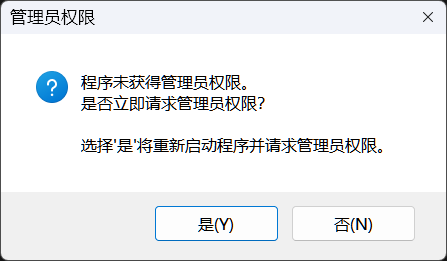 管理员权限
程序未获得管理员权限。
是否立即请求管理员权限？
选择'是'将重新启动程序并请求管理员权限。
是(Y)
否(N)